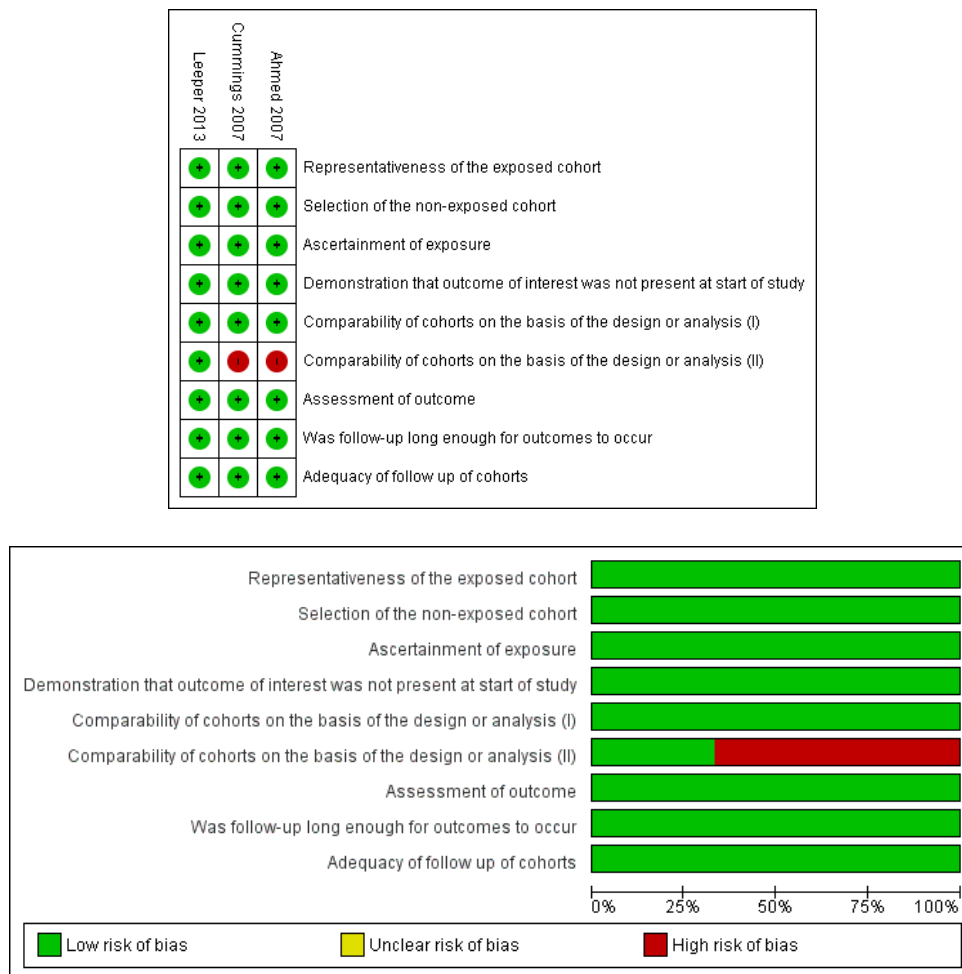 Leeper 2013
Cummings 2007
Ahmed 2007
+ + + Representativeness of the exposed cohort
+ + + Selection of the non-exposed cohort
+ + + Ascertainment of exposure
+ + + Demonstration that outcome of interest was not present at start of study
+ + + Comparability of cohorts on the basis of the design or analysis (I)
+ - - Comparability of cohorts on the basis of the design or analysis (II)
+ + + Assessment of outcome
+ + + Was follow-up long enough for outcomes to occur
+ + + Adequacy of follow up of cohorts
Representativeness of the exposed cohort
Selection of the non-exposed cohort
Ascertainment of exposure
Demonstration that outcome of interest was not present at start of study
Comparability of cohorts on the basis of the design or analysis (I)
Comparability of cohorts on the basis of the design or analysis (II)
Assessment of outcome
Was follow-up long enough for outcomes to occur
Adequacy of follow up of cohorts
0% 25% 50% 75% 100%
Low risk of bias Unclear risk of bias High risk of bias